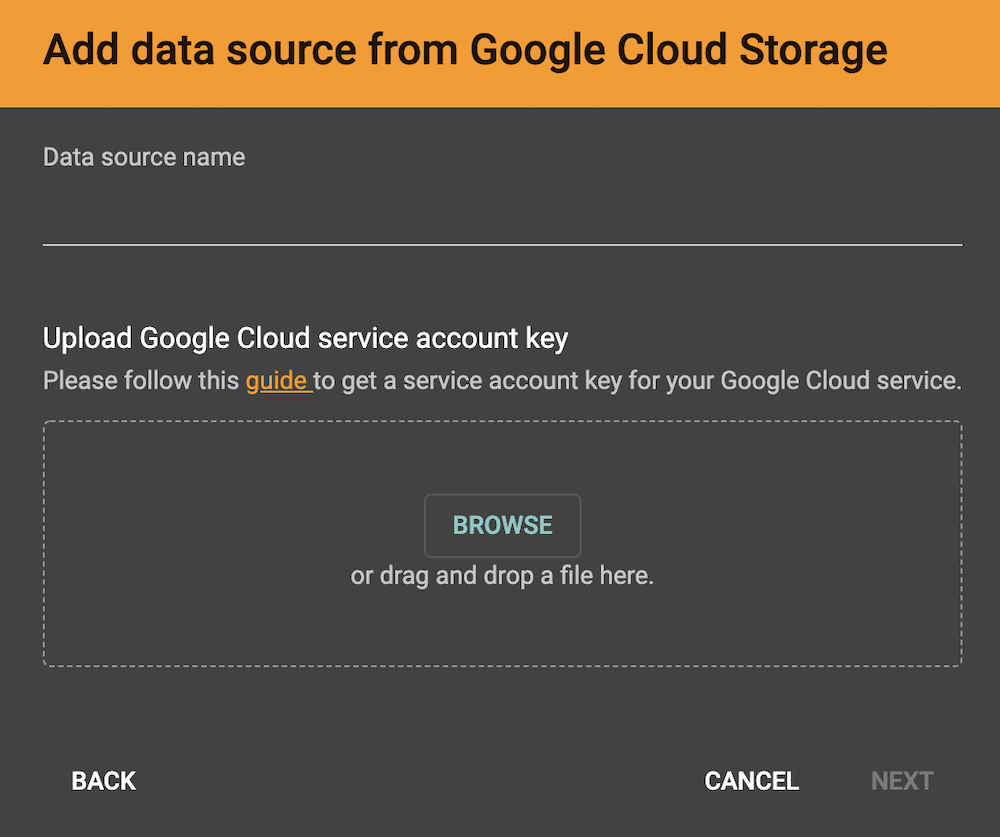 Add data source from Google Cloud Storage
Data source name
Upload Google Cloud service account key
Please follow this guide to get a service account key for your Google Cloud service.
BROWSE
or drag and drop a file here.
BACK
CANCEL
NEXT